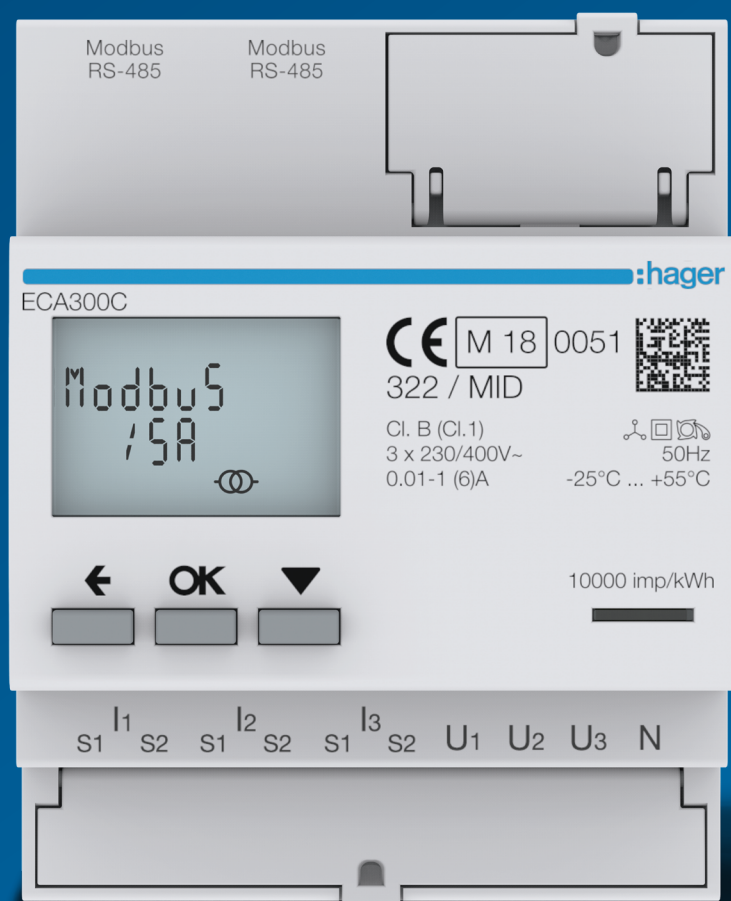 Modbus Modbus
RS-485 RS-485
:hager
ECA300C
ModbuS
/5A
CE M 18 0051
322 / MID
Cl. B (Cl.1)
3 x 230/400V~
50Hz
0.01-1 (6)A
-25°C ... +55°C
OK
10000 imp/kWh
I1 I2 I3
S1 S2 S1 S2 S1 S2 U1 U2 U3 N